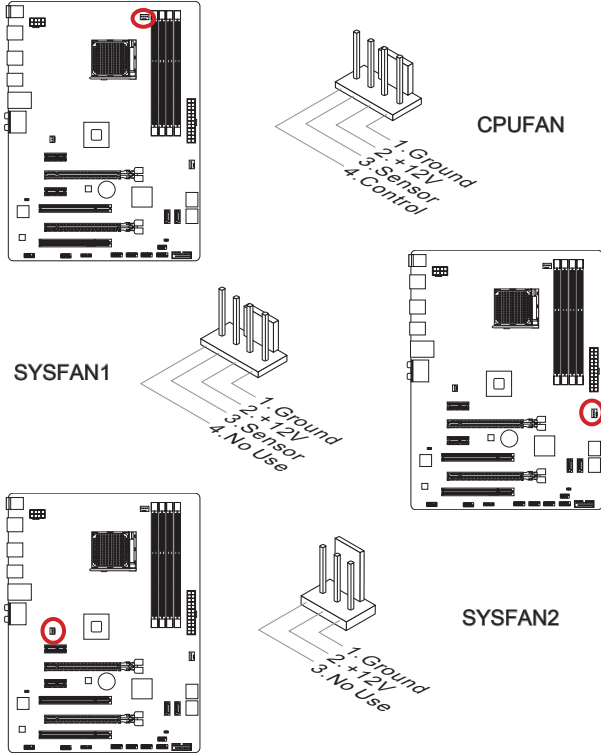 CPUFAN
1.Ground
2.+12V
3.Sensor
4.Control
SYSFAN1
1.Ground
2.+12V
3.Sensor
4.No Use
SYSFAN2
1.Ground
2.+12V
3.No Use